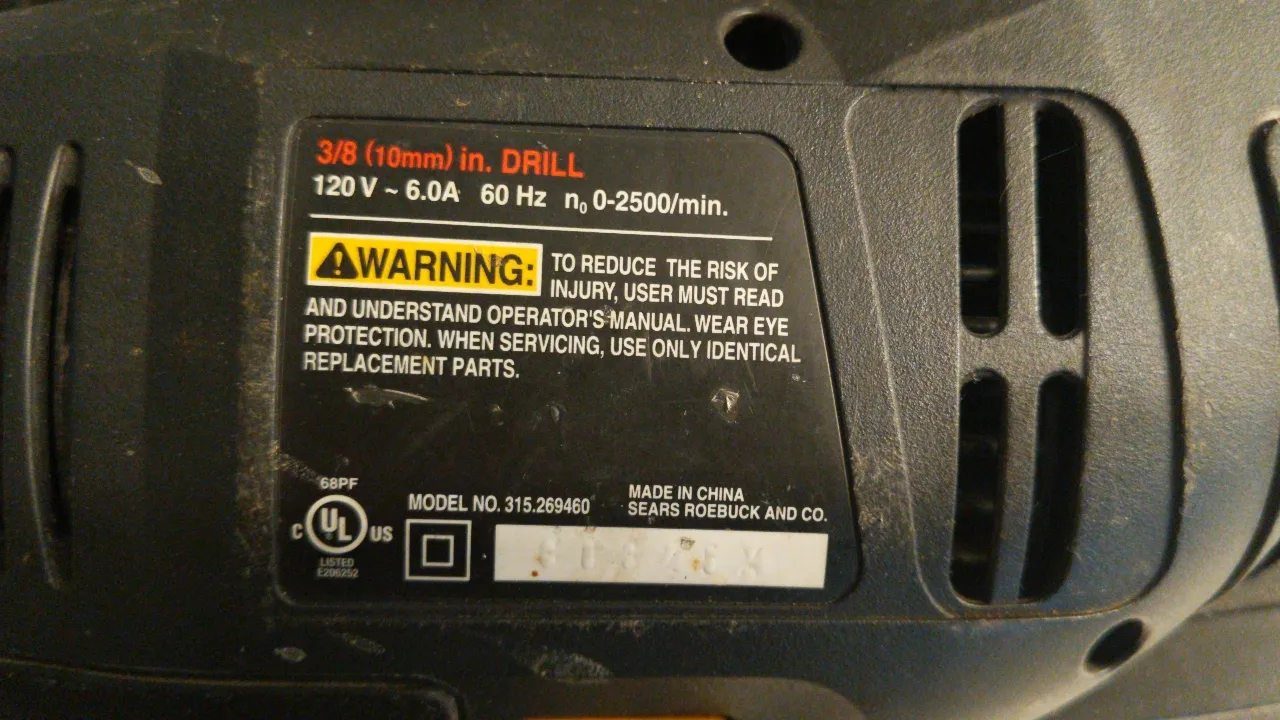 3/8 (10mm) in. DRILL
120 V ~ 6.0A 60 Hz n₀ 0-2500/min.
⚠WARNING: TO REDUCE THE RISK OF
INJURY, USER MUST READ
AND UNDERSTAND OPERATOR'S MANUAL. WEAR EYE
PROTECTION. WHEN SERVICING, USE ONLY IDENTICAL
REPLACEMENT PARTS.
68PF
C UL US
LISTED
E206252
MODEL NO. 315.269460
MADE IN CHINA
SEARS ROEBUCK AND CO.